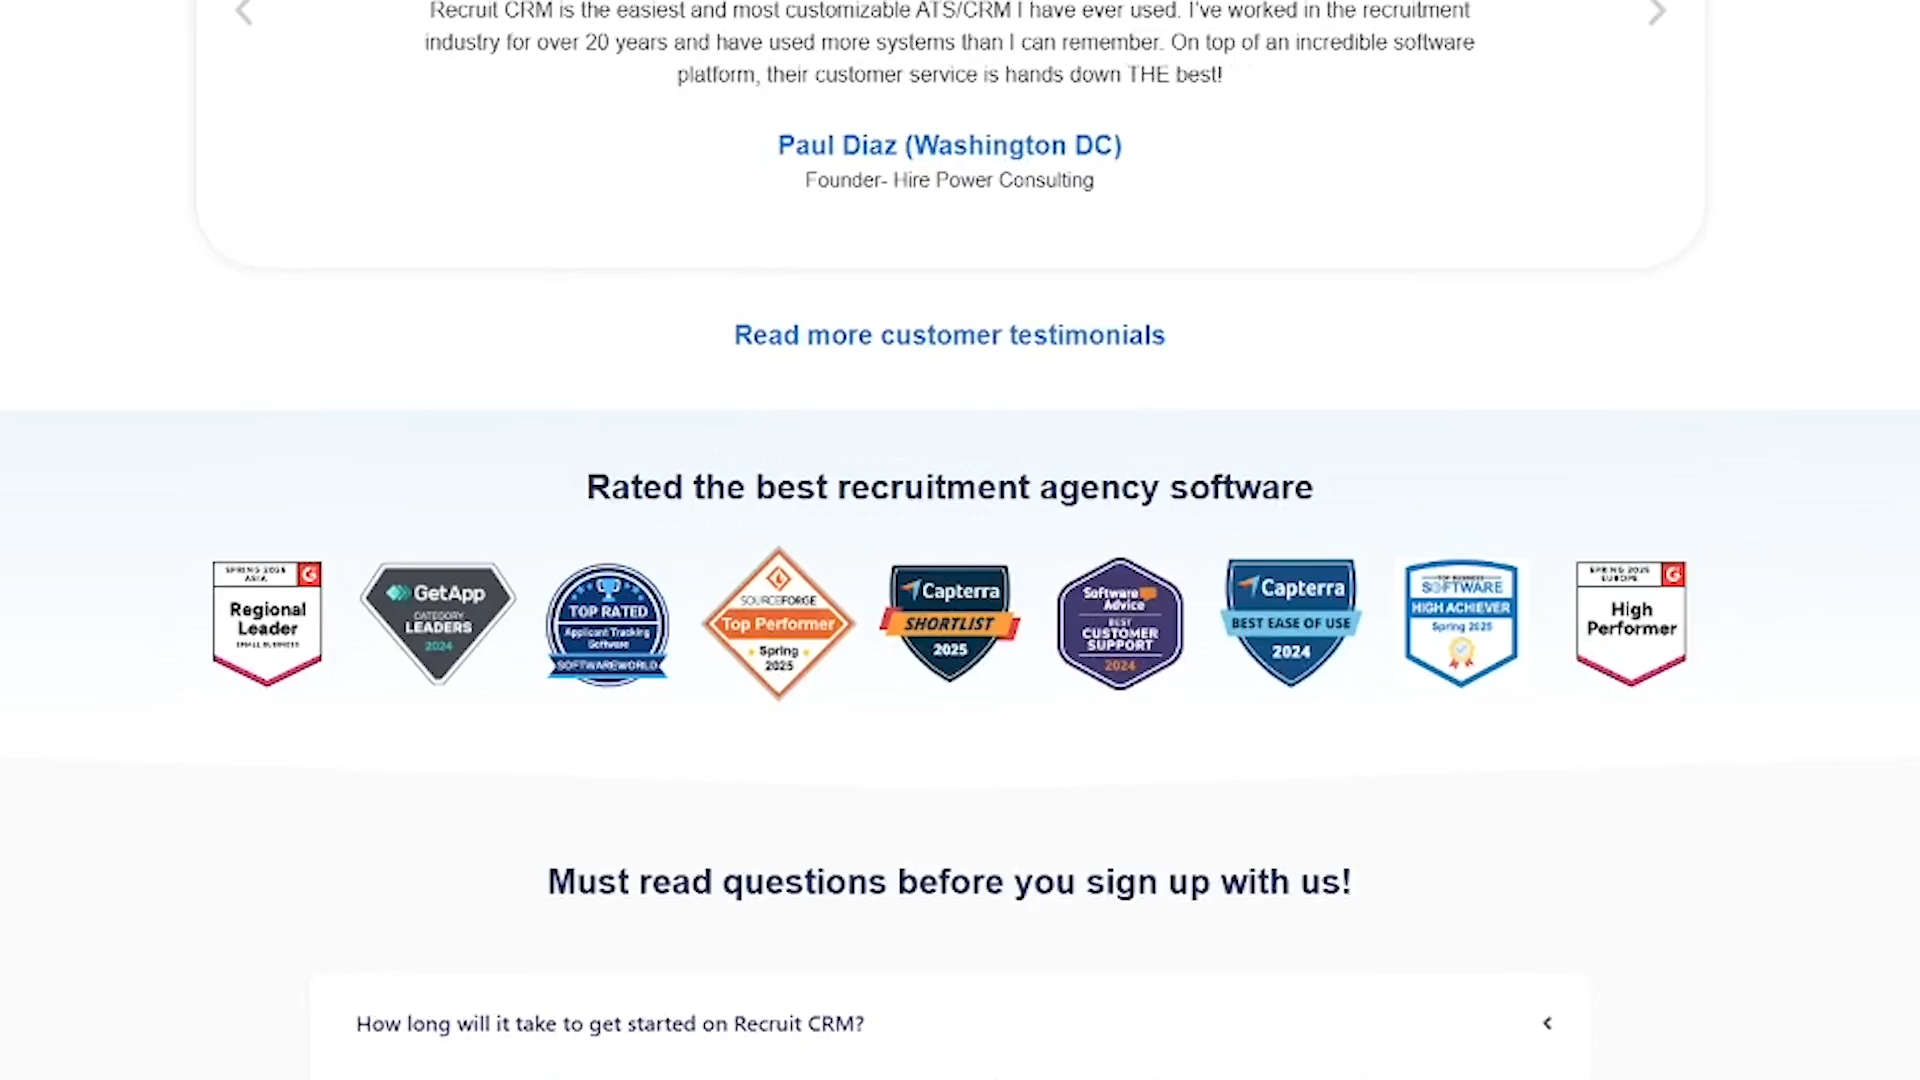 Recruit CRM is the easiest and most customizable ATS/CRM I have ever used. I've worked in the recruitment
industry for over 20 years and have used more systems than I can remember. On top of an incredible software
platform, their customer service is hands down THE best!
Paul Diaz (Washington DC)
Founder- Hire Power Consulting
Read more customer testimonials
Rated the best recruitment agency software
SPRING 2025
ASIA
Regional
Leader
SMALL BUSINESS
GetApp
CATEGORY
LEADERS
2024
TOP RATED
Applicant Tracking
Software
SOFTWAREWORLD
SOURCEFORGE
Top Performer
Spring
2025
Capterra
SHORTLIST
2025
Software
Advice
BEST
CUSTOMER
SUPPORT
2024
Capterra
BEST EASE OF USE
2024
TOP BUSINESS
SOFTWARE
HIGH ACHIEVER
Spring 2025
SPRING 2025
EUROPE
High
Performer
Must read questions before you sign up with us!
How long will it take to get started on Recruit CRM?